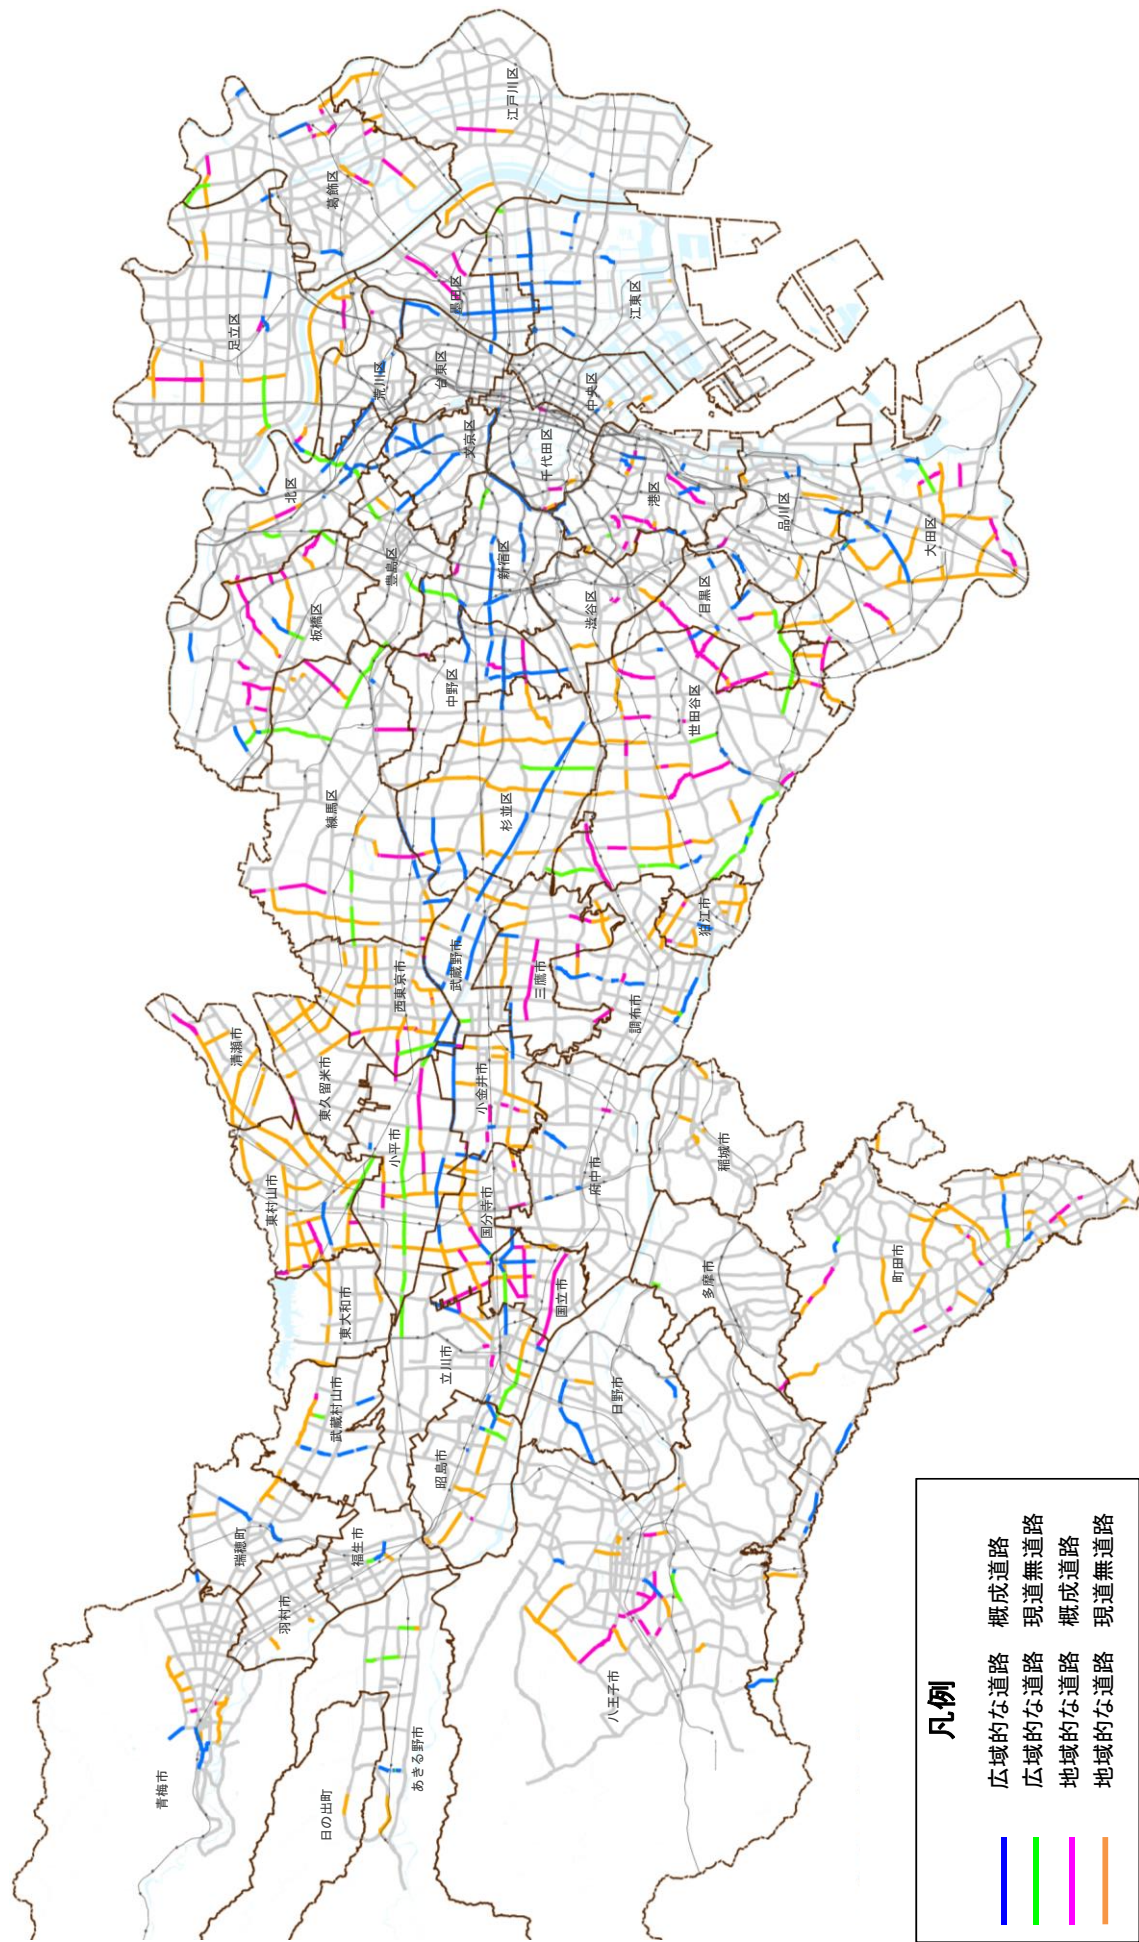 江戸川区
葛飾区
足立区
墨田区
江東区
荒川区
台東区
中央区
文京区
千代田区
北区
港区
品川区
大田区
豊島区
新宿区
渋谷区
目黒区
板橋区
中野区
世田谷区
練馬区
杉並区
狛江市
武蔵野市
三鷹市
西東京市
調布市
清瀬市
東久留米市
小金井市
小平市
稲城市
府中市
東村山市
国分寺市
国立市
多摩市
町田市
東大和市
立川市
日野市
武蔵村山市
昭島市
瑞穂町
福生市
羽村市
八王子市
あきる野市
青梅市
日の出町
凡例
広域的な道路 概成道路
広域的な道路 現道無道路
地域的な道路 概成道路
地域的な道路 現道無道路